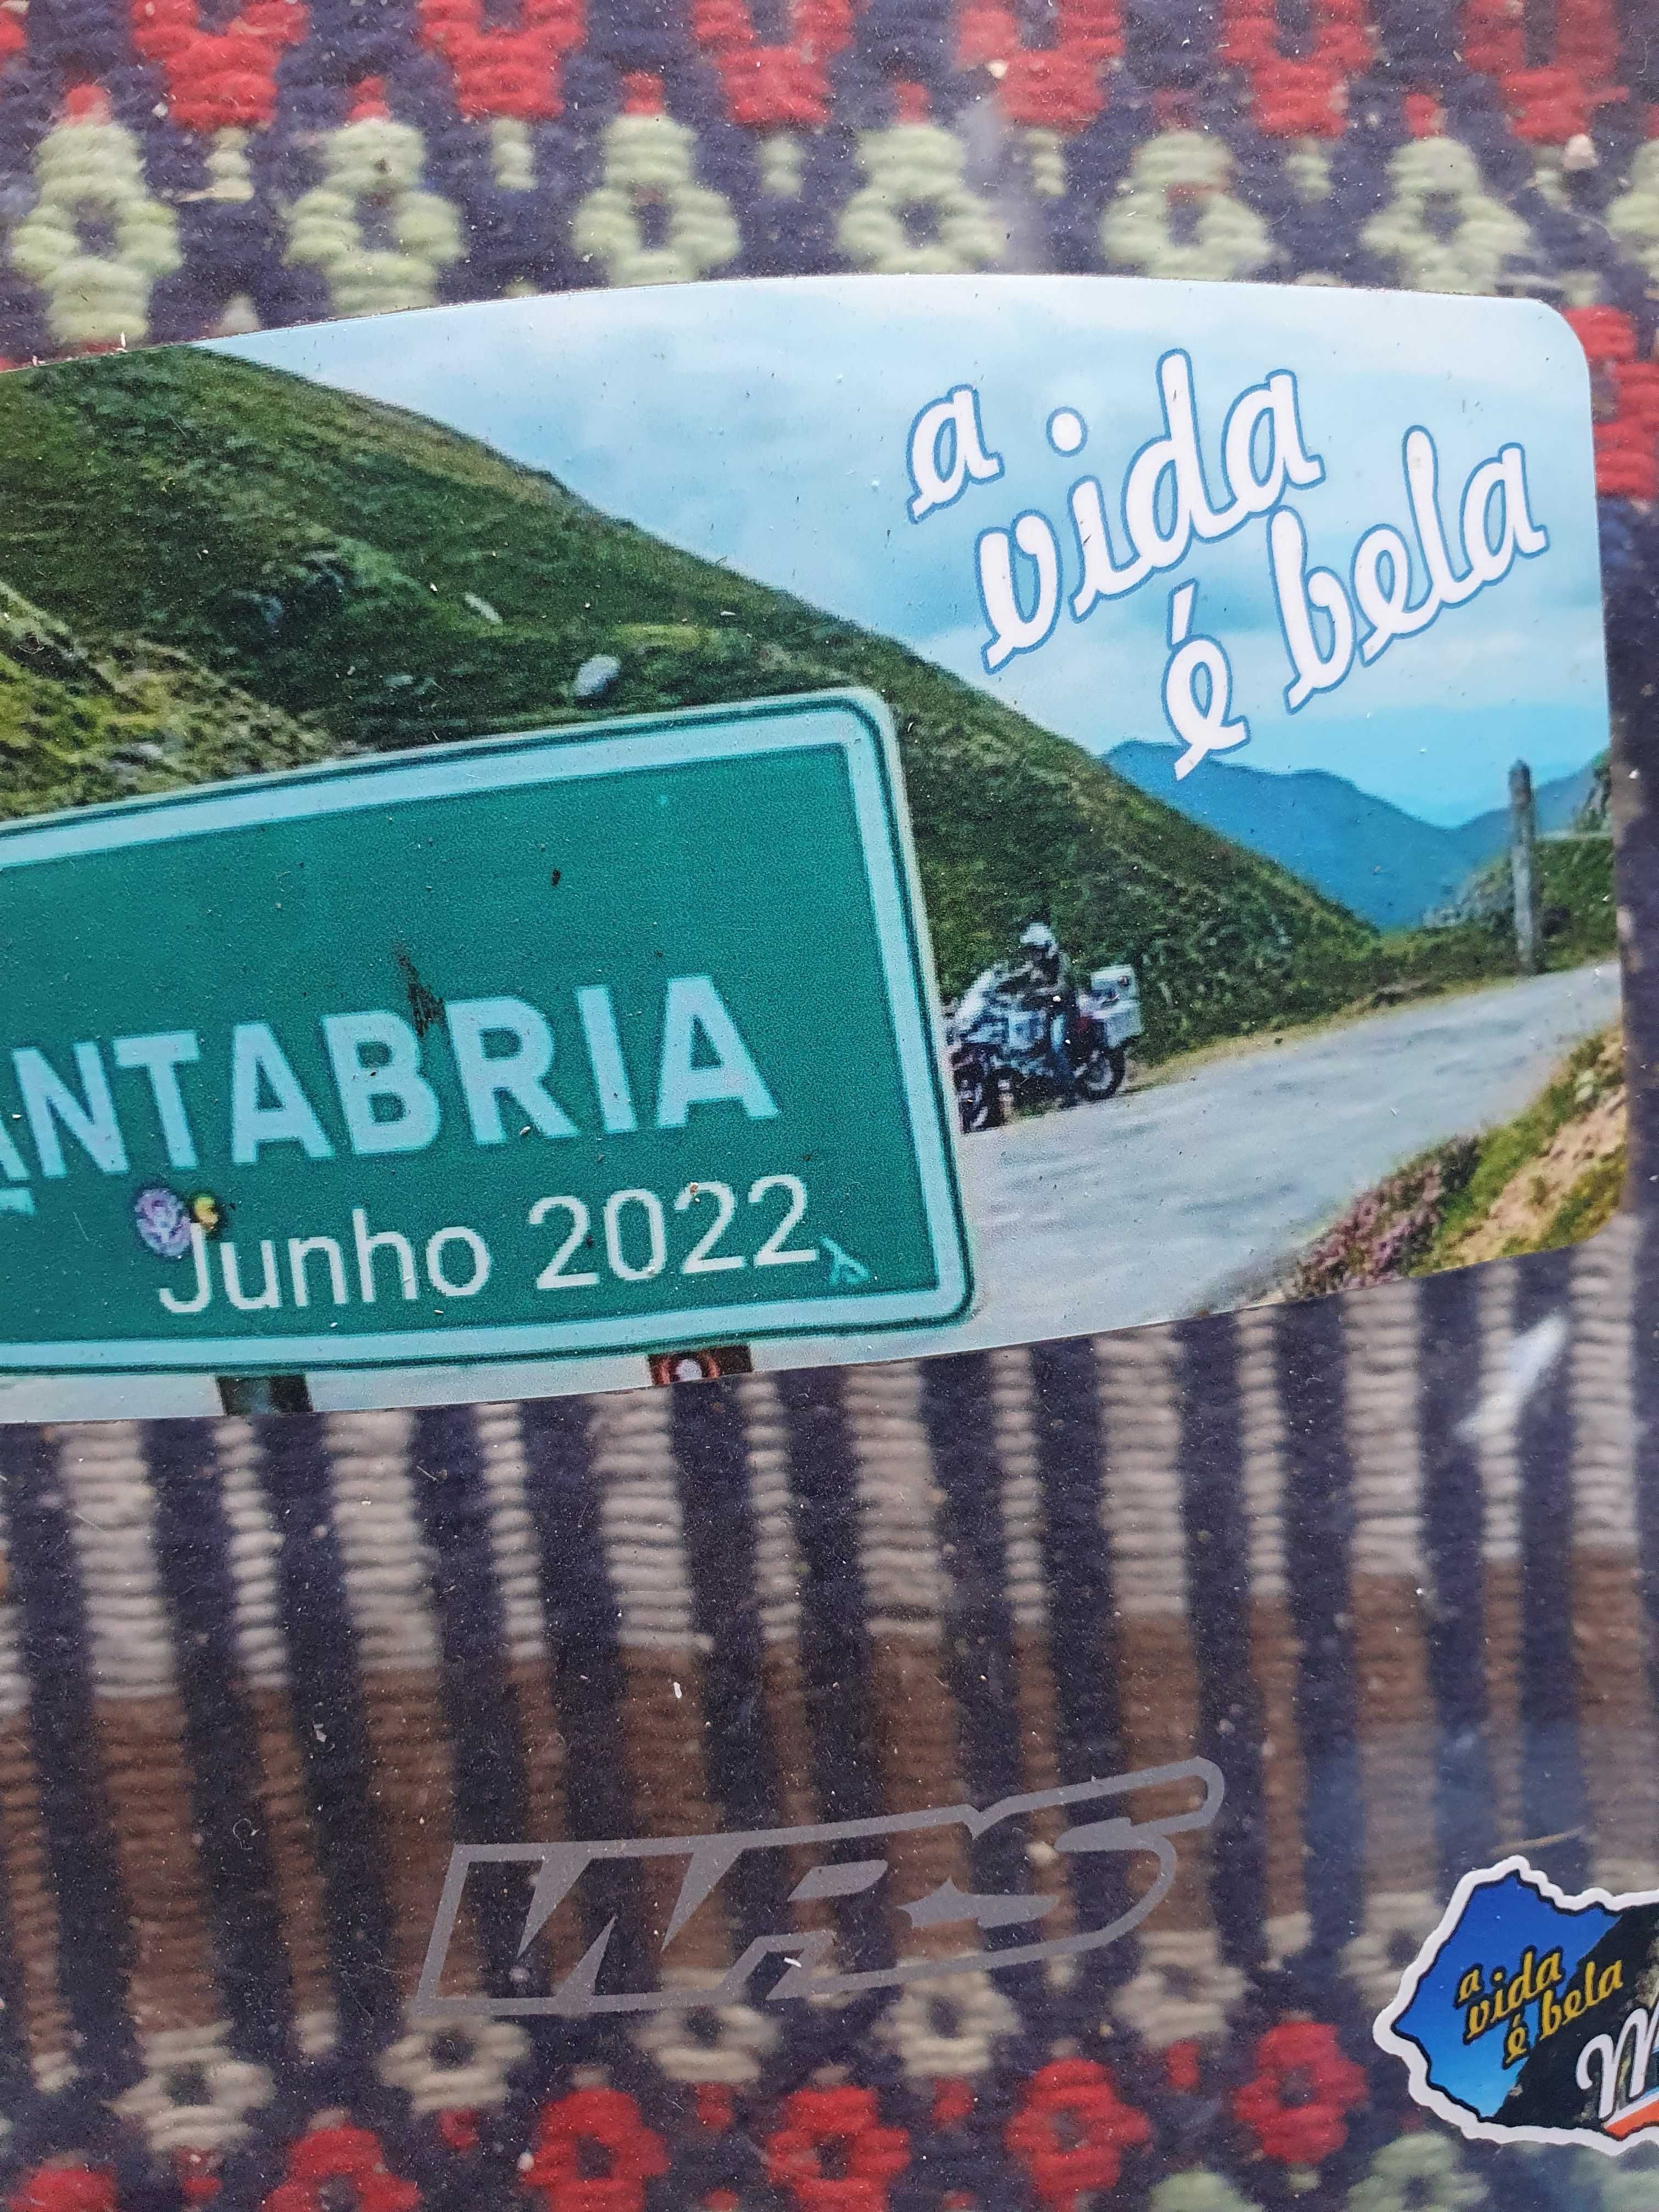 a
vida
é bela
ANTABRIA
Junho 2022
WRS
a
vida
é bela